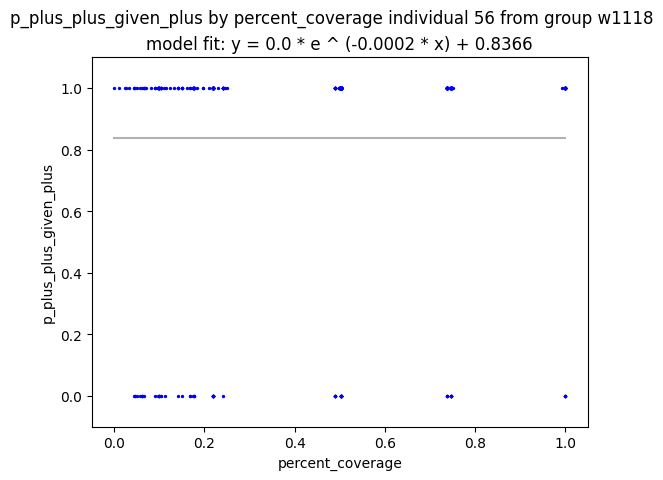 p_plus_plus_given_plus by percent_coverage individual 56 from group w1118
model fit: y = 0.0 * e ^ (-0.0002 * x) + 0.8366
1.0
0.8
0.6
0.4
0.2
0.0
p_plus_plus_given_plus
0.0 0.2 0.4 0.6 0.8 1.0
percent_coverage